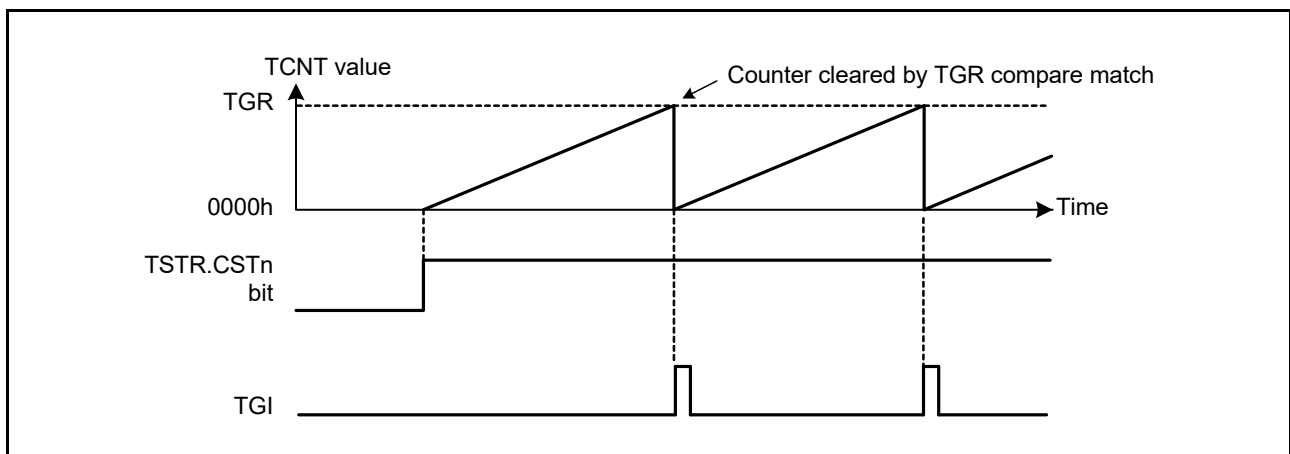 TCNT value
Counter cleared by TGR compare match
TGR
0000h
Time
TSTR.CSTn
bit
TGI